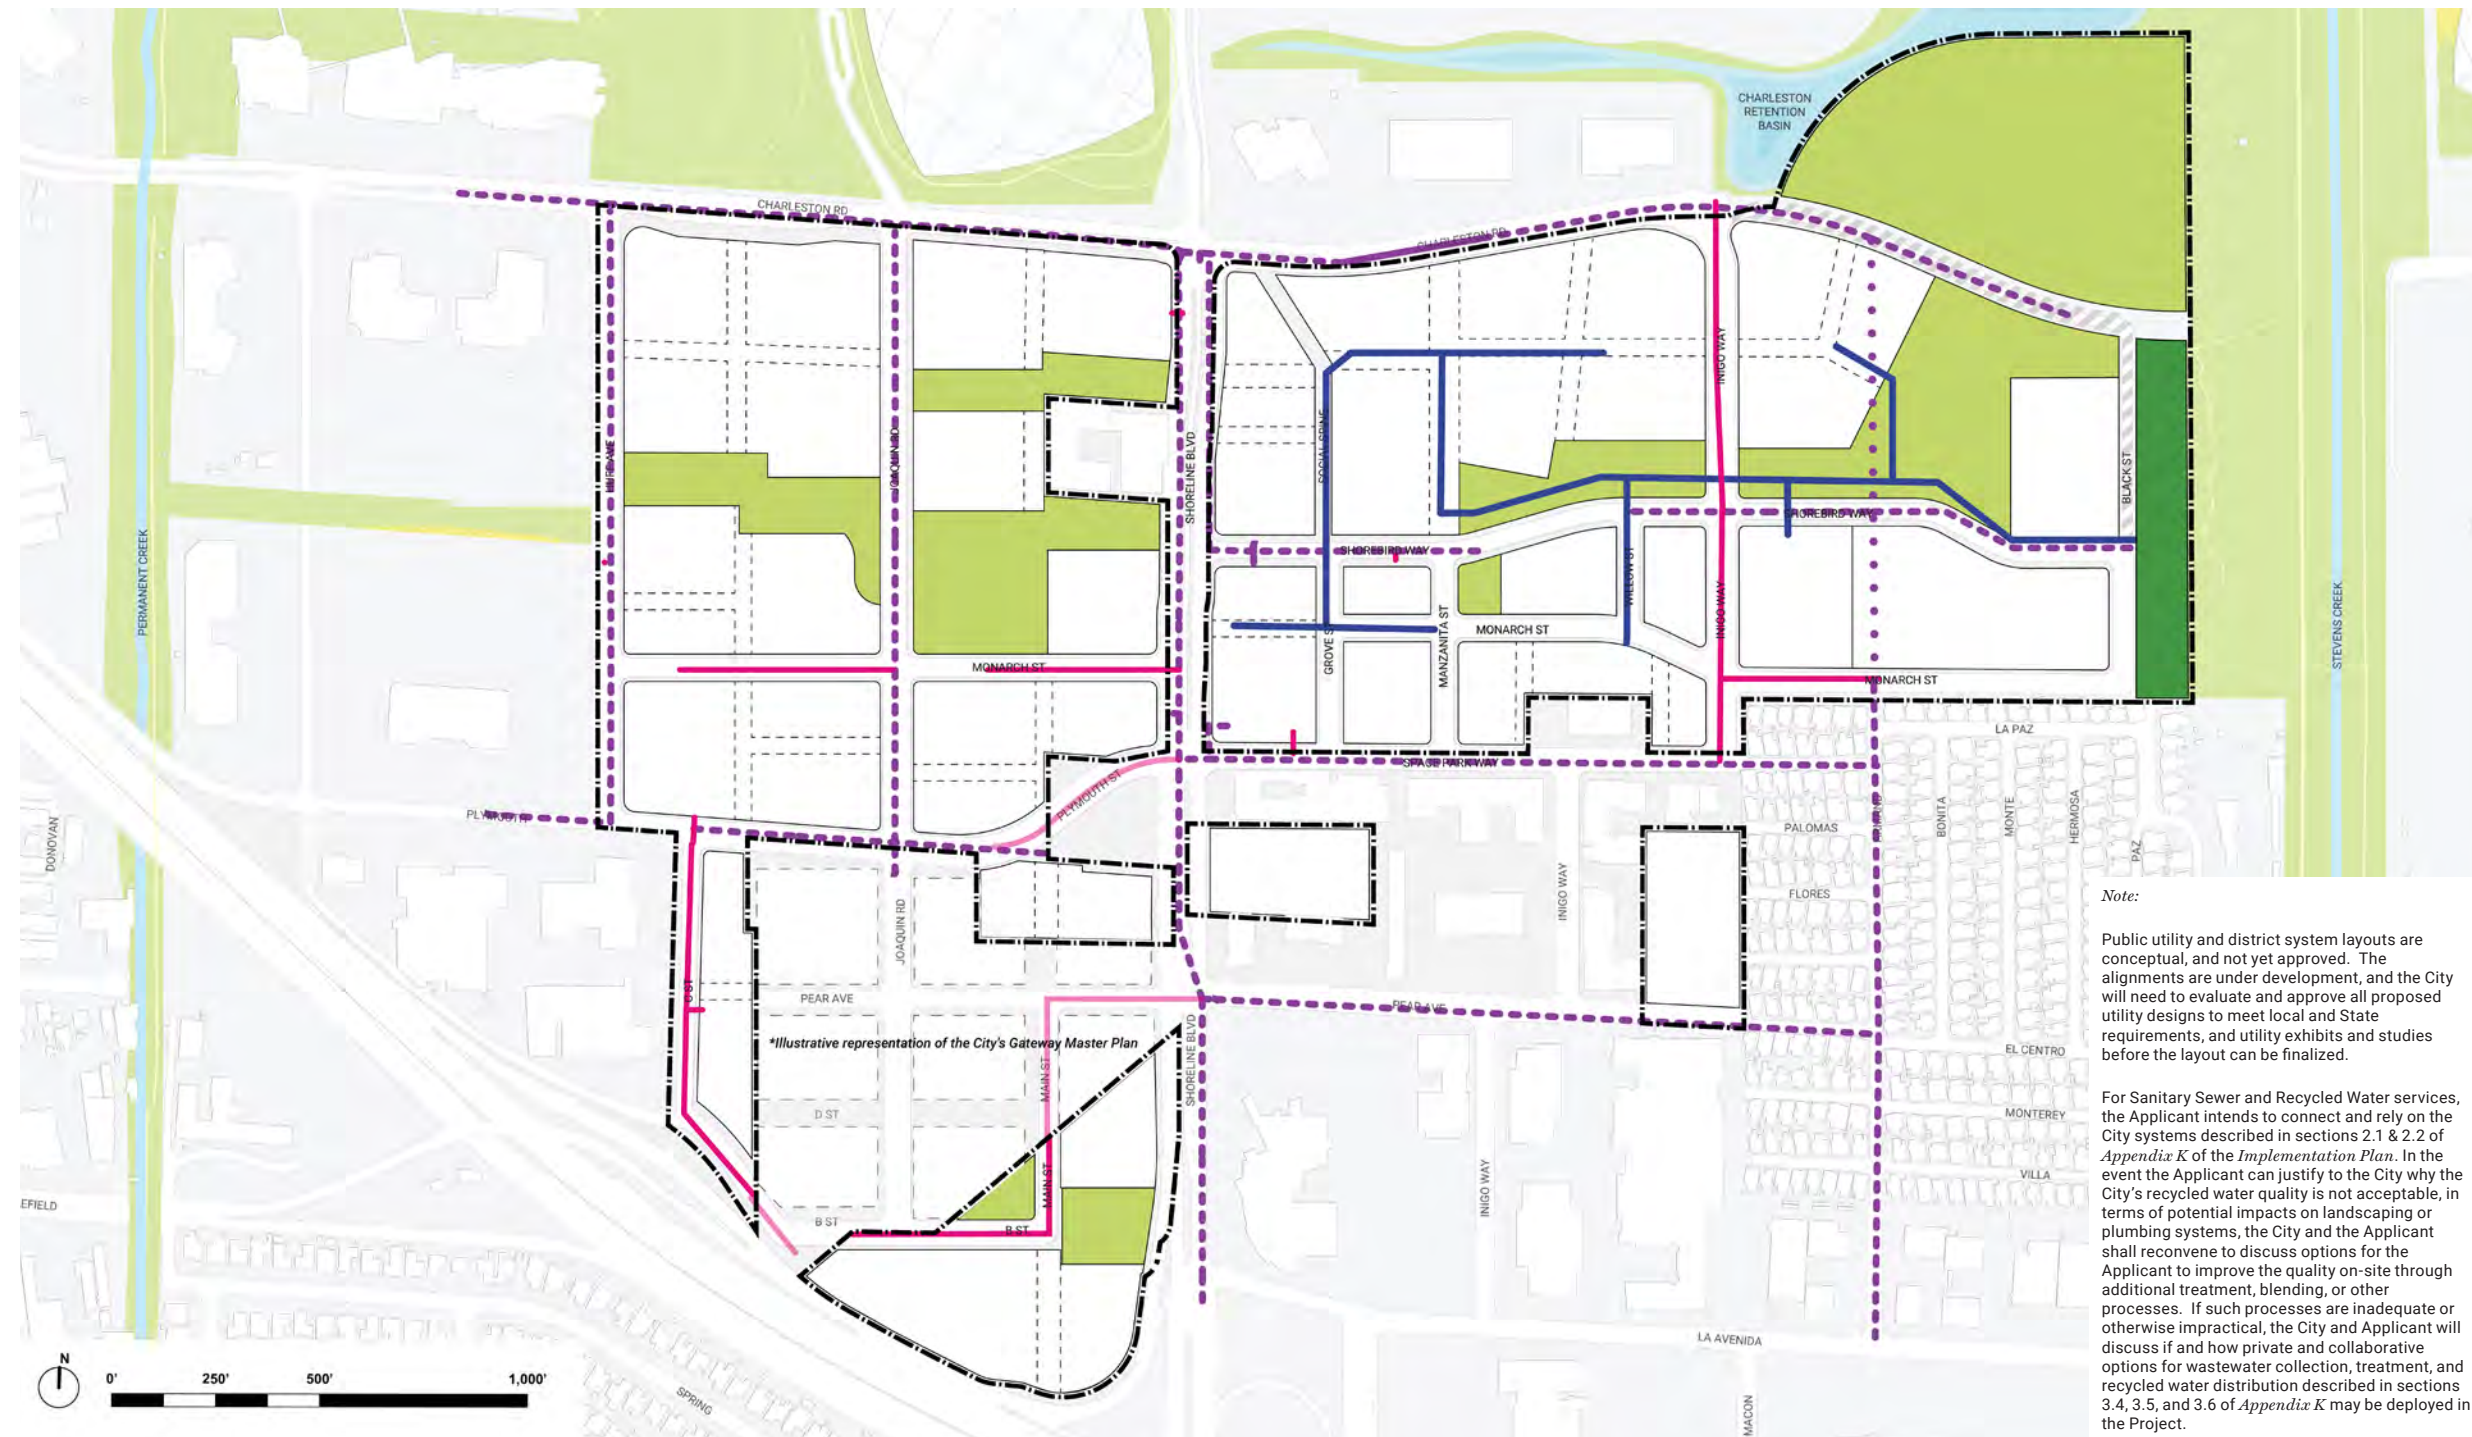 CHARLESTON
RETENTION
BASIN
CHARLESTON RD
CHARLESTON RD
HUFF AVE
JOAQUIN RD
SHORELINE BLVD
SOCIAL SPINE
INIGO WAY
BLACK ST
PERMANENT CREEK
STEVENS CREEK
SHOREBIRD WAY
SHOREBIRD WAY
WILLOW ST
INIGO WAY
GROVE ST
MANZANITA ST
MONARCH ST
MONARCH ST
MONARCH ST
LA PAZ
SPACE PARK WAY
PLYMOUTH ST
PLYMOUTH
DONOVAN
PALOMAS
BONITA
MONTE
HERMOSA
PAZ
FLORES
INIGO WAY
JOAQUIN RD
C ST
PEAR AVE
PEAR AVE
*Illustrative representation of the City's Gateway Master Plan
MAIN ST
SHORELINE BLVD
EL CENTRO
D ST
MONTEREY
MAIN ST
VILLA
INIGO WAY
EFIELD
B ST
B ST
LA AVENIDA
SPRING
MACON
N
0' 250' 500' 1,000'
Note:
Public utility and district system layouts are
conceptual, and not yet approved. The
alignments are under development, and the City
will need to evaluate and approve all proposed
utility designs to meet local and State
requirements, and utility exhibits and studies
before the layout can be finalized.
For Sanitary Sewer and Recycled Water services,
the Applicant intends to connect and rely on the
City systems described in sections 2.1 & 2.2 of
Appendix K of the Implementation Plan. In the
event the Applicant can justify to the City why the
City's recycled water quality is not acceptable, in
terms of potential impacts on landscaping or
plumbing systems, the City and the Applicant
shall reconvene to discuss options for the
Applicant to improve the quality on-site through
additional treatment, blending, or other
processes. If such processes are inadequate or
otherwise impractical, the City and Applicant will
discuss if and how private and collaborative
options for wastewater collection, treatment, and
recycled water distribution described in sections
3.4, 3.5, and 3.6 of Appendix K may be deployed in
the Project.